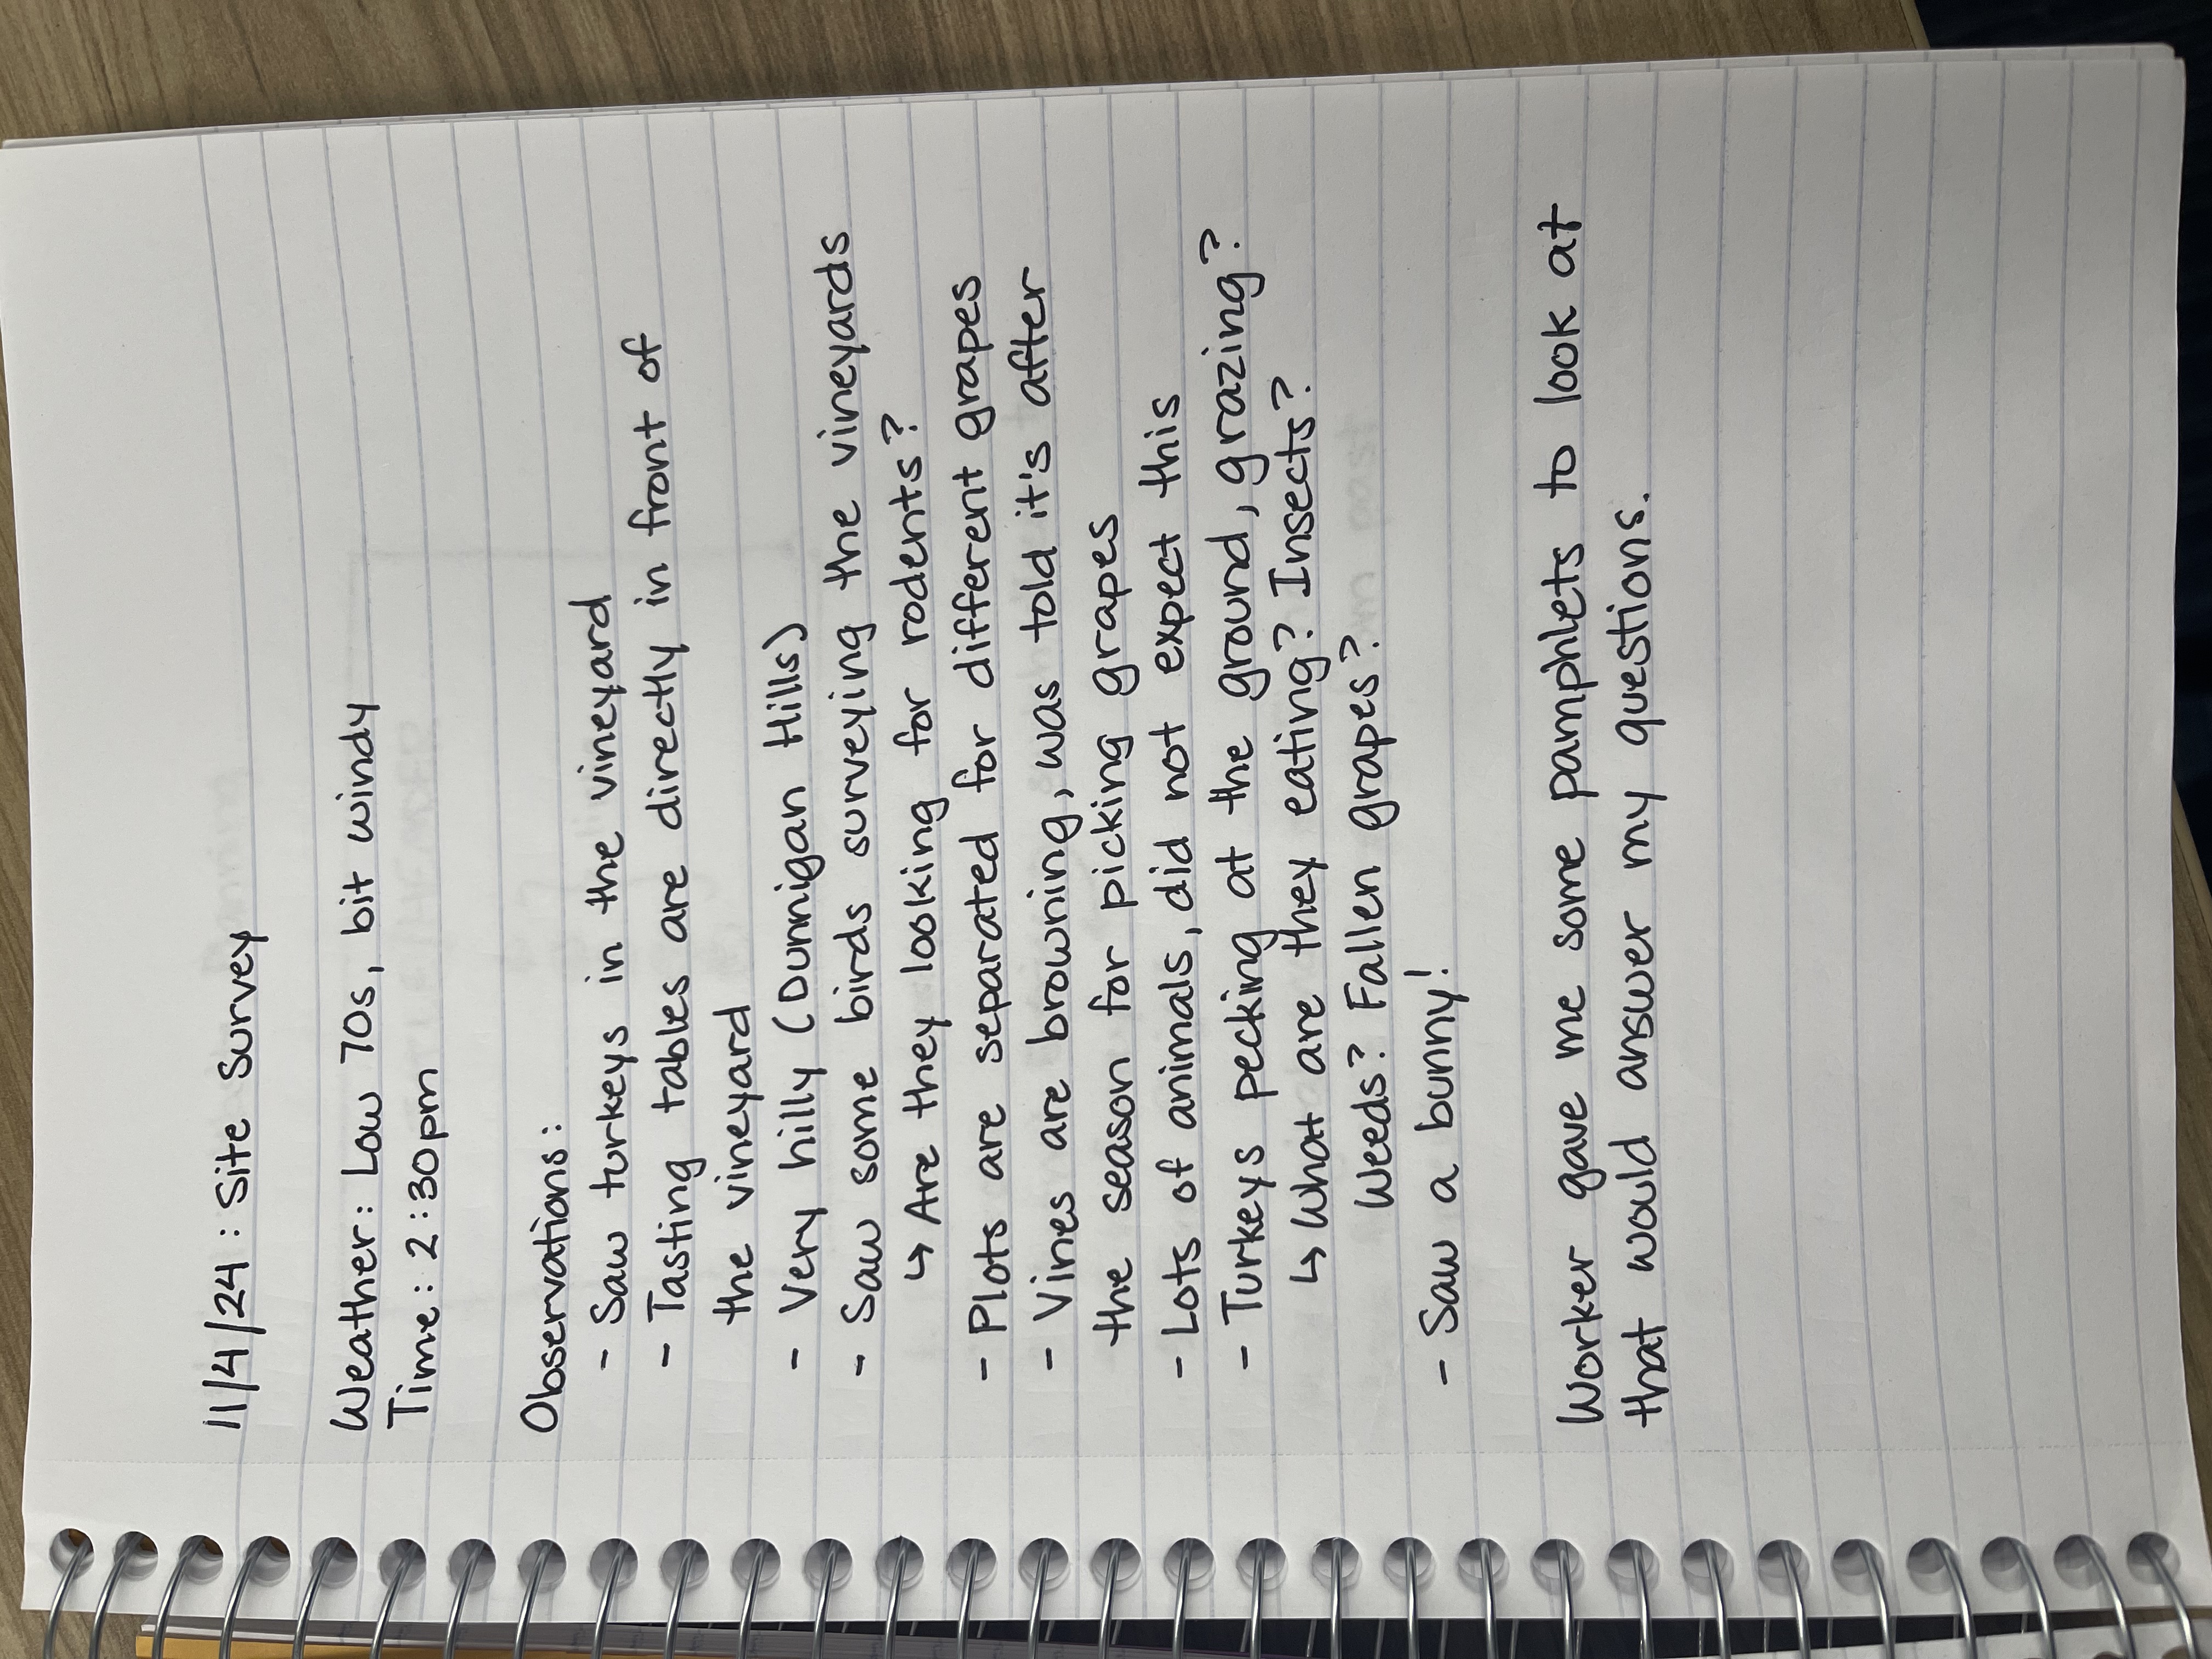 11/4/24 : Site Survey
Weather: Low 70s, bit windy
Time: 2:30pm
Observations:
- Saw turkeys in the vineyard
- Tasting tables are directly in front of
the vineyard
- Very hilly (Dunnigan Hills)
- Saw some birds surveying the vineyards
↳ Are they looking for rodents?
- Plots are separated for different grapes
- Vines are browning, was told it's after
the season for picking grapes
- Lots of animals, did not expect this
- Turkeys pecking at the ground, grazing?
↳ What are they eating? Insects?
Weeds? Fallen grapes?
- Saw a bunny!
Worker gave me some pamphlets to look at
that would answer my questions.